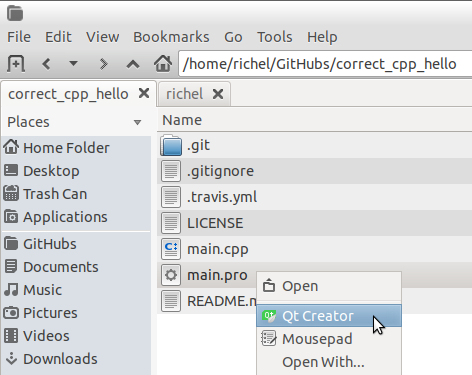 File Edit View Bookmarks Go Tools Help
/home/richel/GitHubs/correct_cpp_hello
correct_cpp_hello
richel
Places
Home Folder
Desktop
Trash Can
Applications
GitHubs
Documents
Music
Pictures
Videos
Downloads
Name
.git
.gitignore
.travis.yml
LICENSE
main.cpp
main.pro
README.m
Open
Qt Creator
Mousepad
Open With...